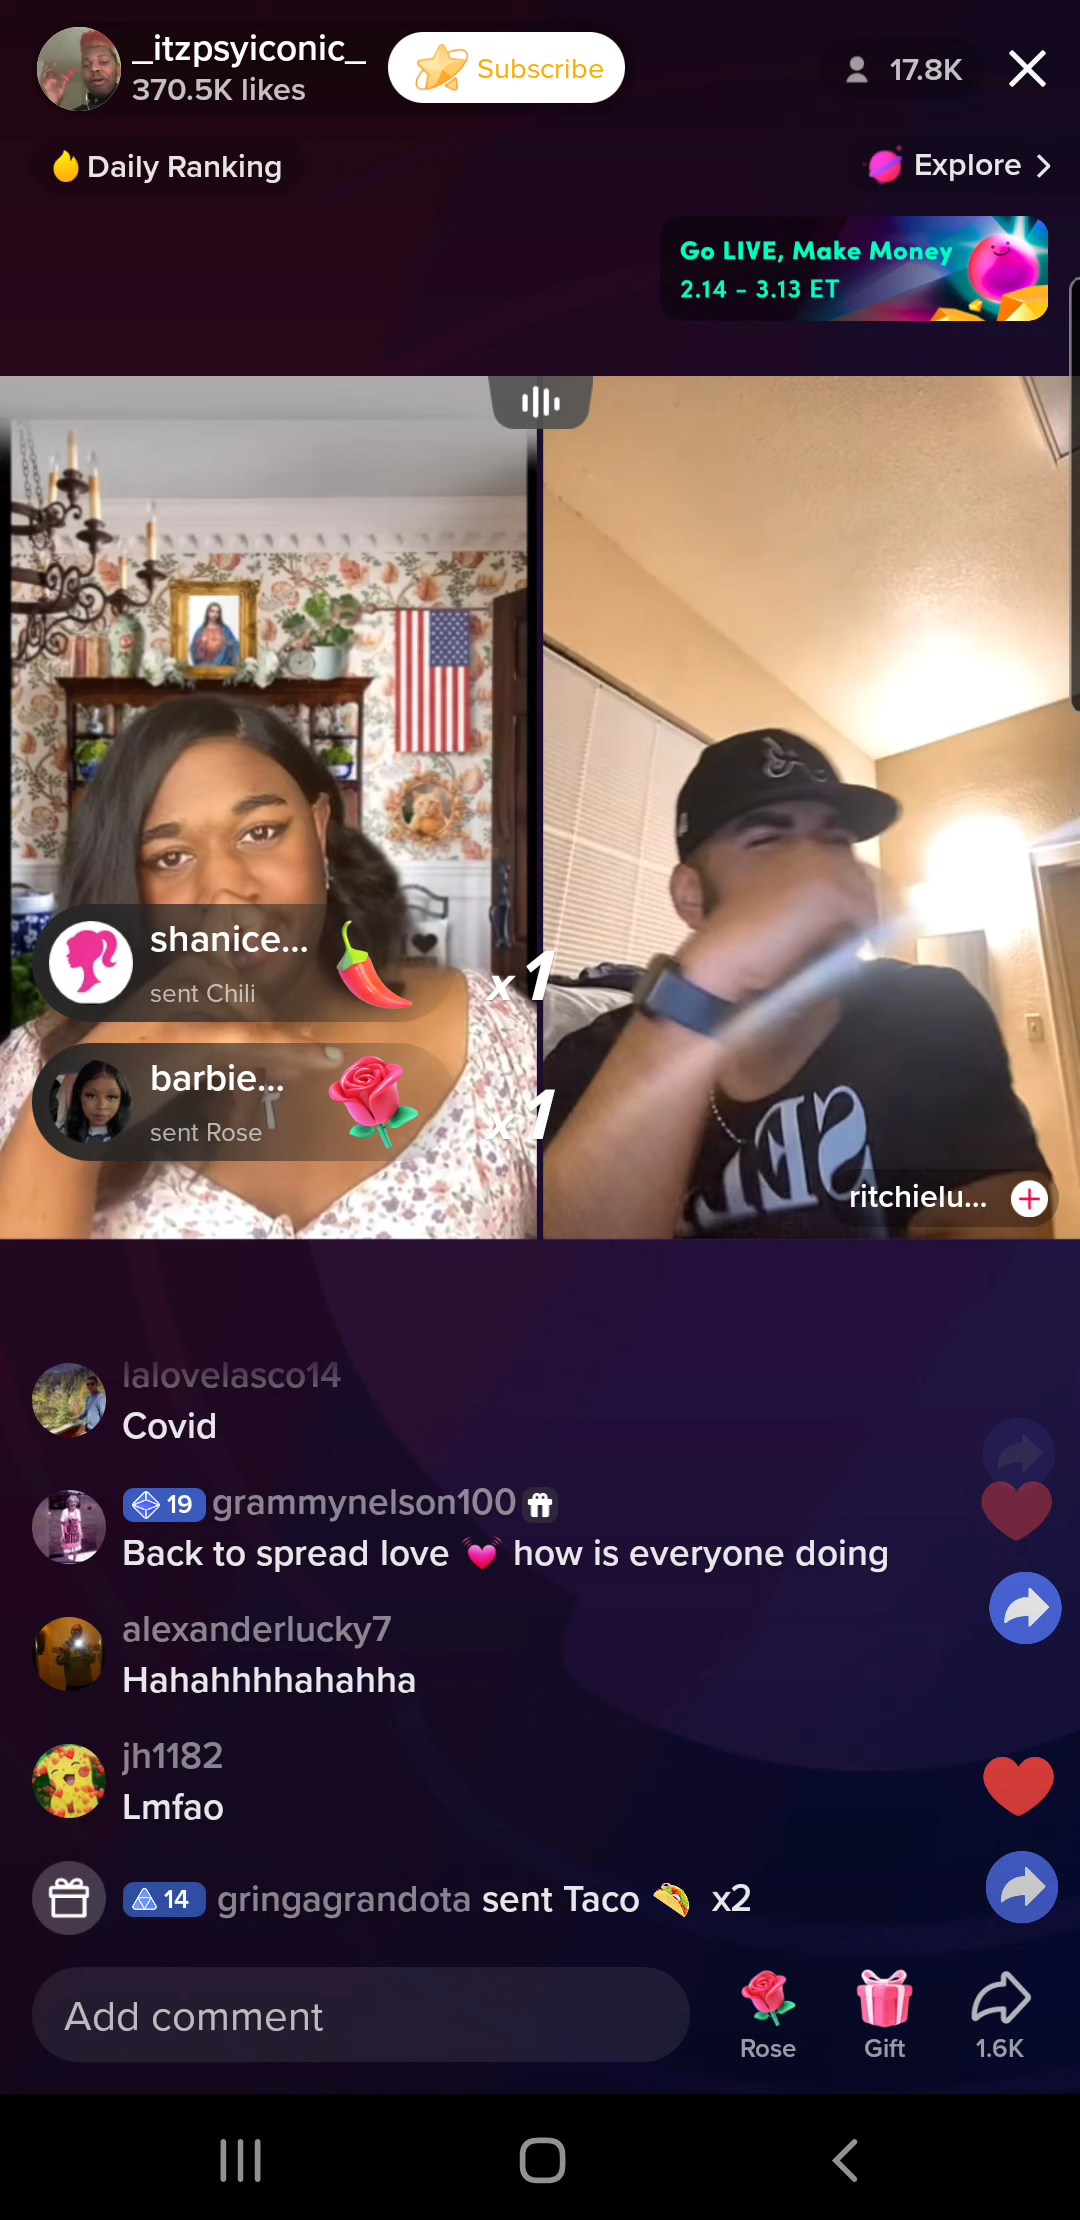 _itzpsyiconic_
370.5K likes
Subscribe
17.8K
Daily Ranking
Explore
Go LIVE, Make Money
2.14 - 3.13 ET
shanice...
sent Chili
x1
barbie...
sent Rose
x1
ritchielu...
lalovelasco14
Covid
19 grammynelson100
Back to spread love 💓 how is everyone doing
alexanderlucky7
Hahahhhhahahha
jh1182
Lmfao
14 gringagrandota sent Taco 🌮 x2
Add comment
Rose
Gift
1.6K